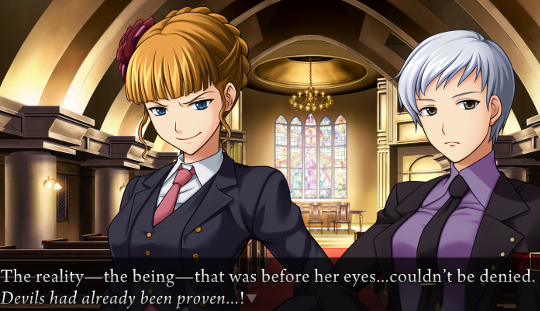 The reality—the being—that was before her eyes...couldn't be denied.
Devils had already been proven...!